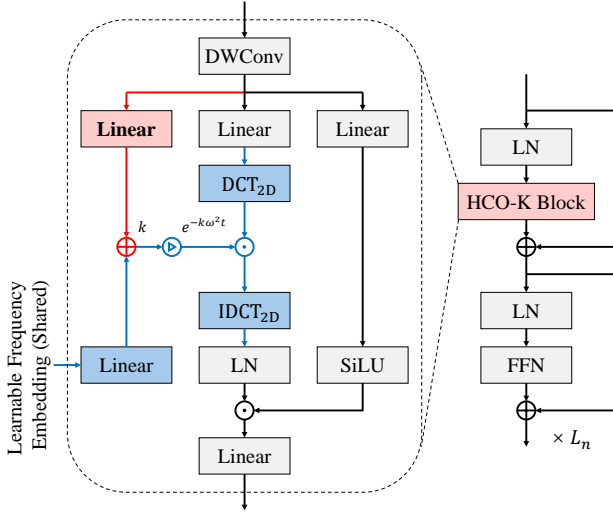 DWConv
Linear
Linear
Linear
DCT₂D
k
e^{-kω²t}
IDCT₂D
Learnable Frequency
Embedding (Shared)
Linear
LN
SiLU
Linear
LN
HCO-K Block
LN
FFN
× Lₙ